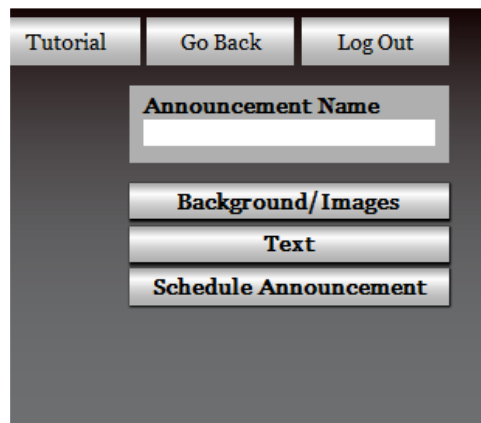 Tutorial Go Back Log Out
Announcement Name
Background/Images
Text
Schedule Announcement